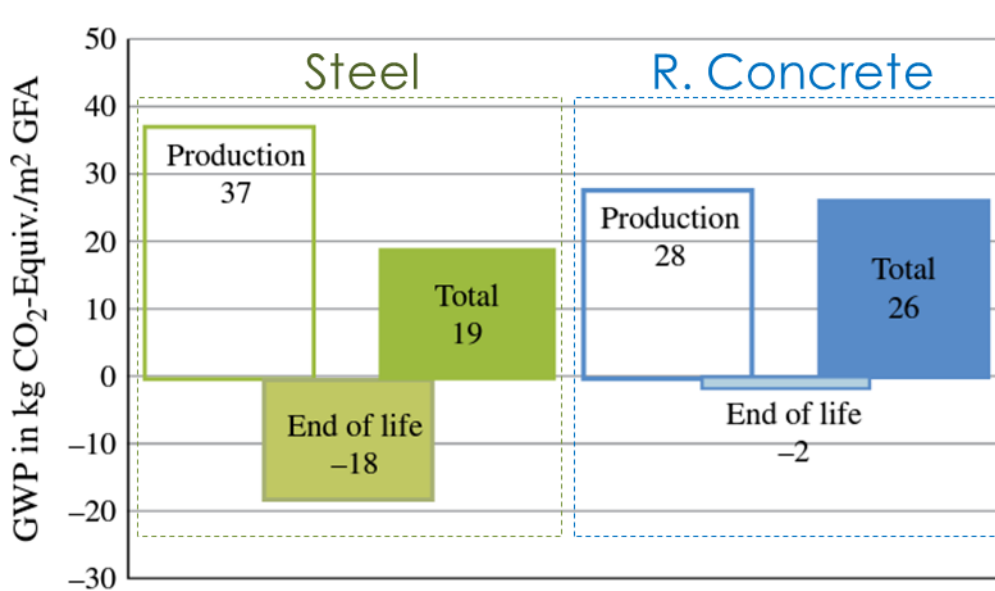 GWP in kg CO₂-Equiv./m² GFA
50
40
30
20
10
0
–10
–20
–30
Steel
Production
37
End of life
–18
Total
19
R. Concrete
Production
28
End of life
–2
Total
26